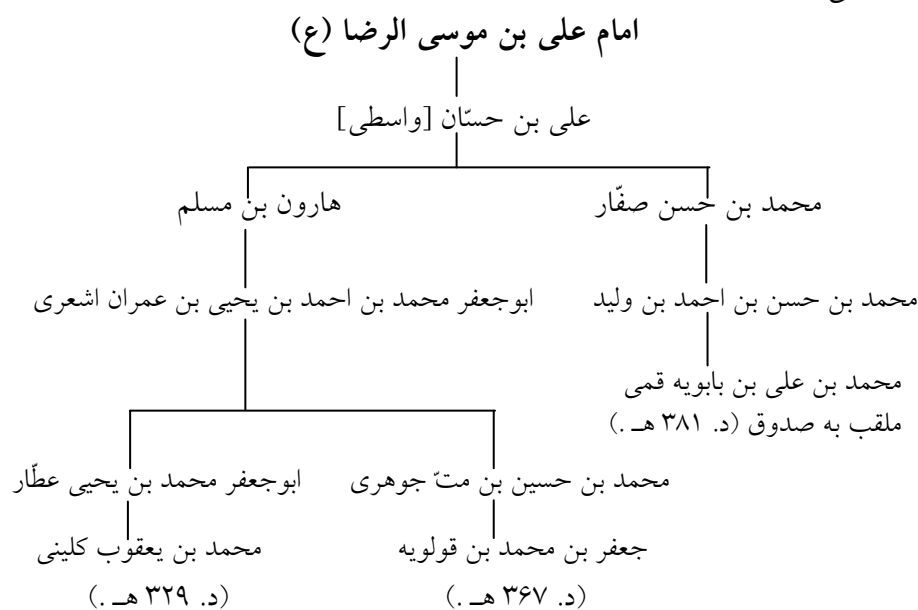 امام علی بن موسی الرضا (ع)
علی بن حسّان [واسطی]
محمد بن حسن صفّار
هارون بن مسلم
محمد بن حسن بن احمد بن ولید
ابوجعفر محمد بن احمد بن یحیی بن عمران اشعری
محمد بن علی بن بابویه قمی
ملقب به صدوق (د. ۳۸۱ هـ .)
محمد بن حسین بن متّ جوهری
ابوجعفر محمد بن یحیی عطّار
جعفر بن محمد بن قولویه
محمد بن یعقوب کلینی
(د. ۳۶۷ هـ .)
(د. ۳۲۹ هـ .)